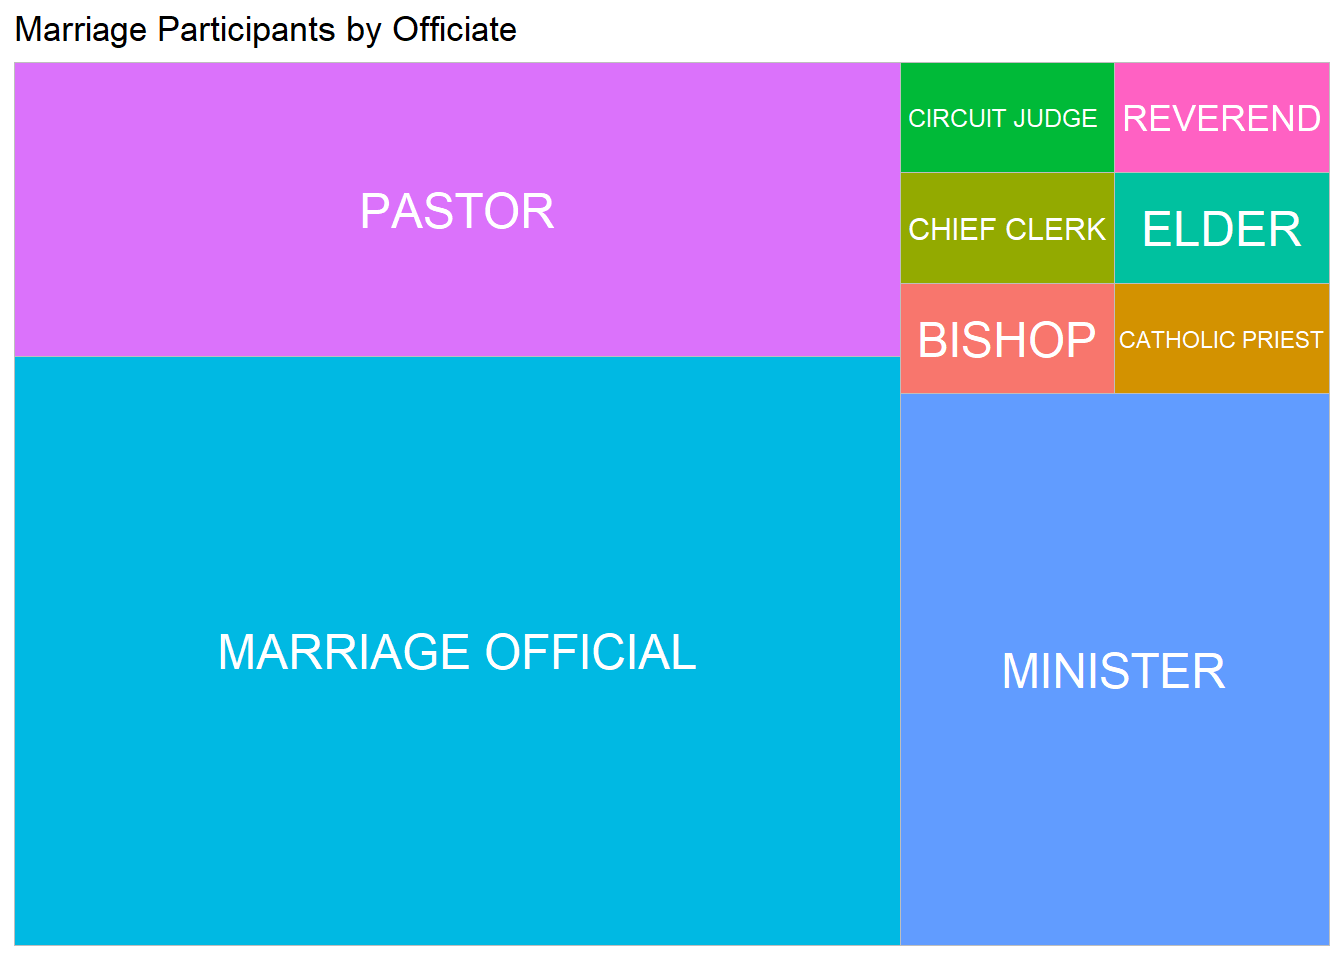 Marriage Participants by Officiate
PASTOR
MARRIAGE OFFICIAL
CIRCUIT JUDGE
REVEREND
CHIEF CLERK
ELDER
BISHOP
CATHOLIC PRIEST
MINISTER